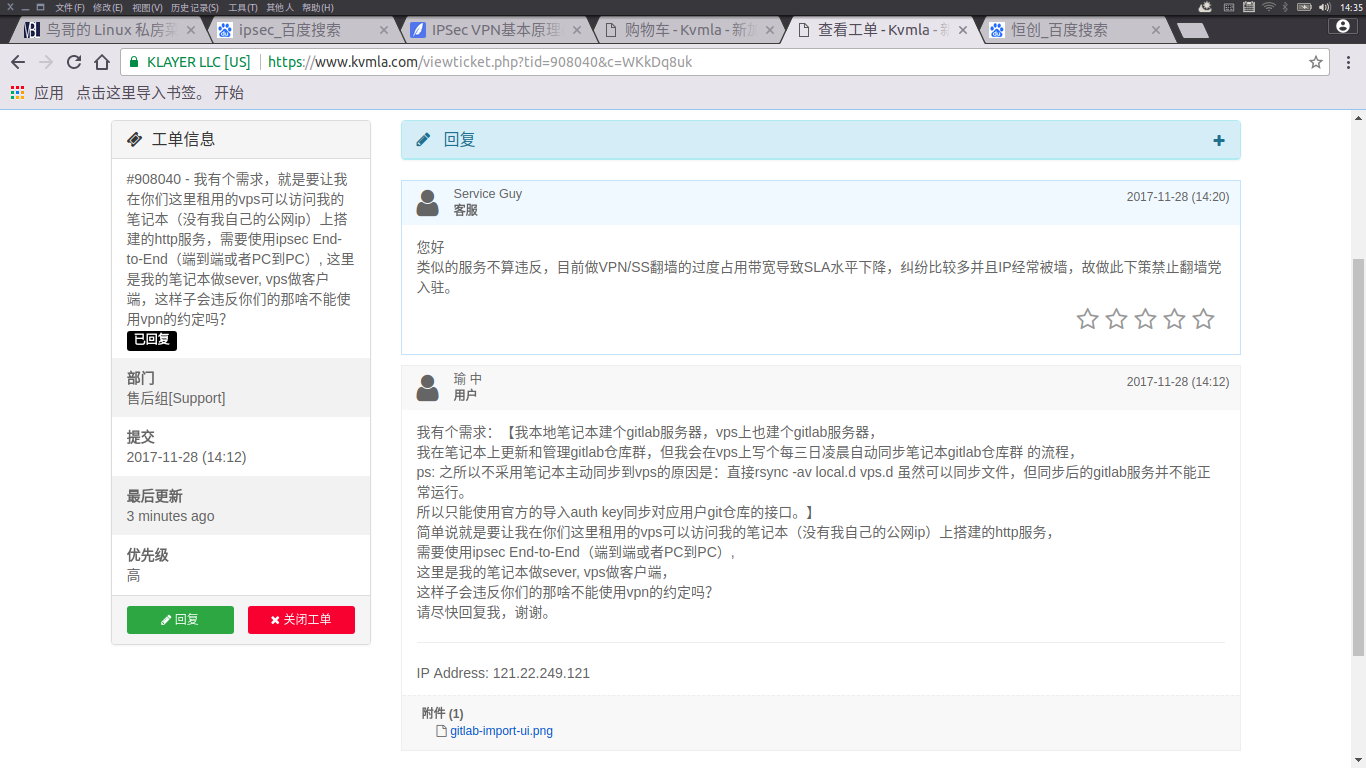 文件(F) 修改(E) 视图(V) 历史记录(S) 工具(T) 其他人 帮助(H)
14:35
鸟哥的 Linux 私房菜
ipsec_百度搜索
IPSec VPN基本原理
购物车 - Kvmla - 新加
查看工单 - Kvmla - 新
恒创_百度搜索
KLAYER LLC [US]
https://www.kvmla.com/viewticket.php?tid=908040&c=WKkDq8uk
应用 点击这里导入书签。 开始
工单信息
#908040 - 我有个需求，就是要让我
在你们这里租用的vps可以访问我的
笔记本（没有我自己的公网ip）上搭
建的http服务，需要使用ipsec End-
to-End（端到端或者PC到PC）, 这里
是我的笔记本做sever, vps做客户
端，这样子会违反你们的那啥不能使
用vpn的约定吗？
已回复
部门
售后组[Support]
提交
2017-11-28 (14:12)
最后更新
3 minutes ago
优先级
高
回复
关闭工单
回复
Service Guy
客服
2017-11-28 (14:20)
您好
类似的服务不算违反，目前做VPN/SS翻墙的过度占用带宽导致SLA水平下降，纠纷比较多并且IP经常被墙，故做此下策禁止翻墙党
入驻。
瑜 中
用户
2017-11-28 (14:12)
我有个需求：【我本地笔记本建个gitlab服务器，vps上也建个gitlab服务器，
我在笔记本上更新和管理gitlab仓库群，但我会在vps上写个每三日凌晨自动同步笔记本gitlab仓库群 的流程，
ps: 之所以不采用笔记本主动同步到vps的原因是：直接rsync -av local.d vps.d 虽然可以同步文件，但同步后的gitlab服务并不能正
常运行。
所以只能使用官方的导入auth key同步对应用户git仓库的接口。】
简单说就是要让我在你们这里租用的vps可以访问我的笔记本（没有我自己的公网ip）上搭建的http服务，
需要使用ipsec End-to-End（端到端或者PC到PC）,
这里是我的笔记本做sever, vps做客户端，
这样子会违反你们的那啥不能使用vpn的约定吗？
请尽快回复我，谢谢。
IP Address: 121.22.249.121
附件 (1)
gitlab-import-ui.png